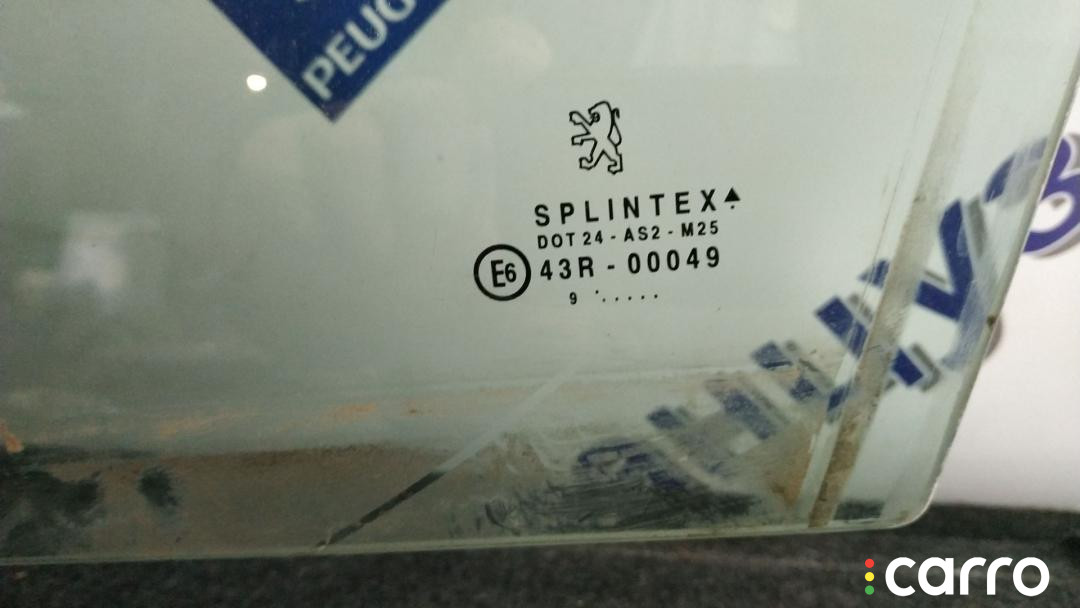 PEUG
SPLINTEX
DOT 24 - AS2 - M25
E6 43R - 00049
9 · . . . . .
carro